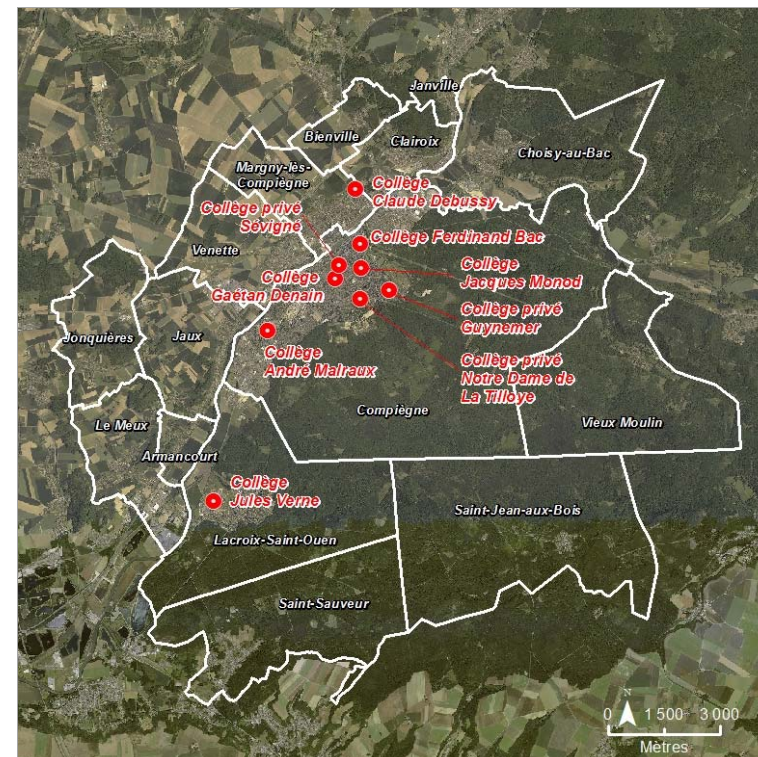 Janville
Bienville
Clairoix
Choisy-au-Bac
Margny-lès-
Compiègne
Collège
Claude Debussy
Collège privé
Sévigné
Collège Ferdinand Bac
Venette
Collège
Jacques Monod
Collège
Gaétan Denain
Collège privé
Guynemer
Jonquières
Jaux
Collège
André Malraux
Collège privé
Notre Dame de
La Tilloye
Compiègne
Vieux Moulin
Le Meux
Armancourt
Collège
Jules Verne
Saint-Jean-aux-Bois
Lacroix-Saint-Ouen
Saint-Sauveur
N
0 1 500 3 000
Mètres